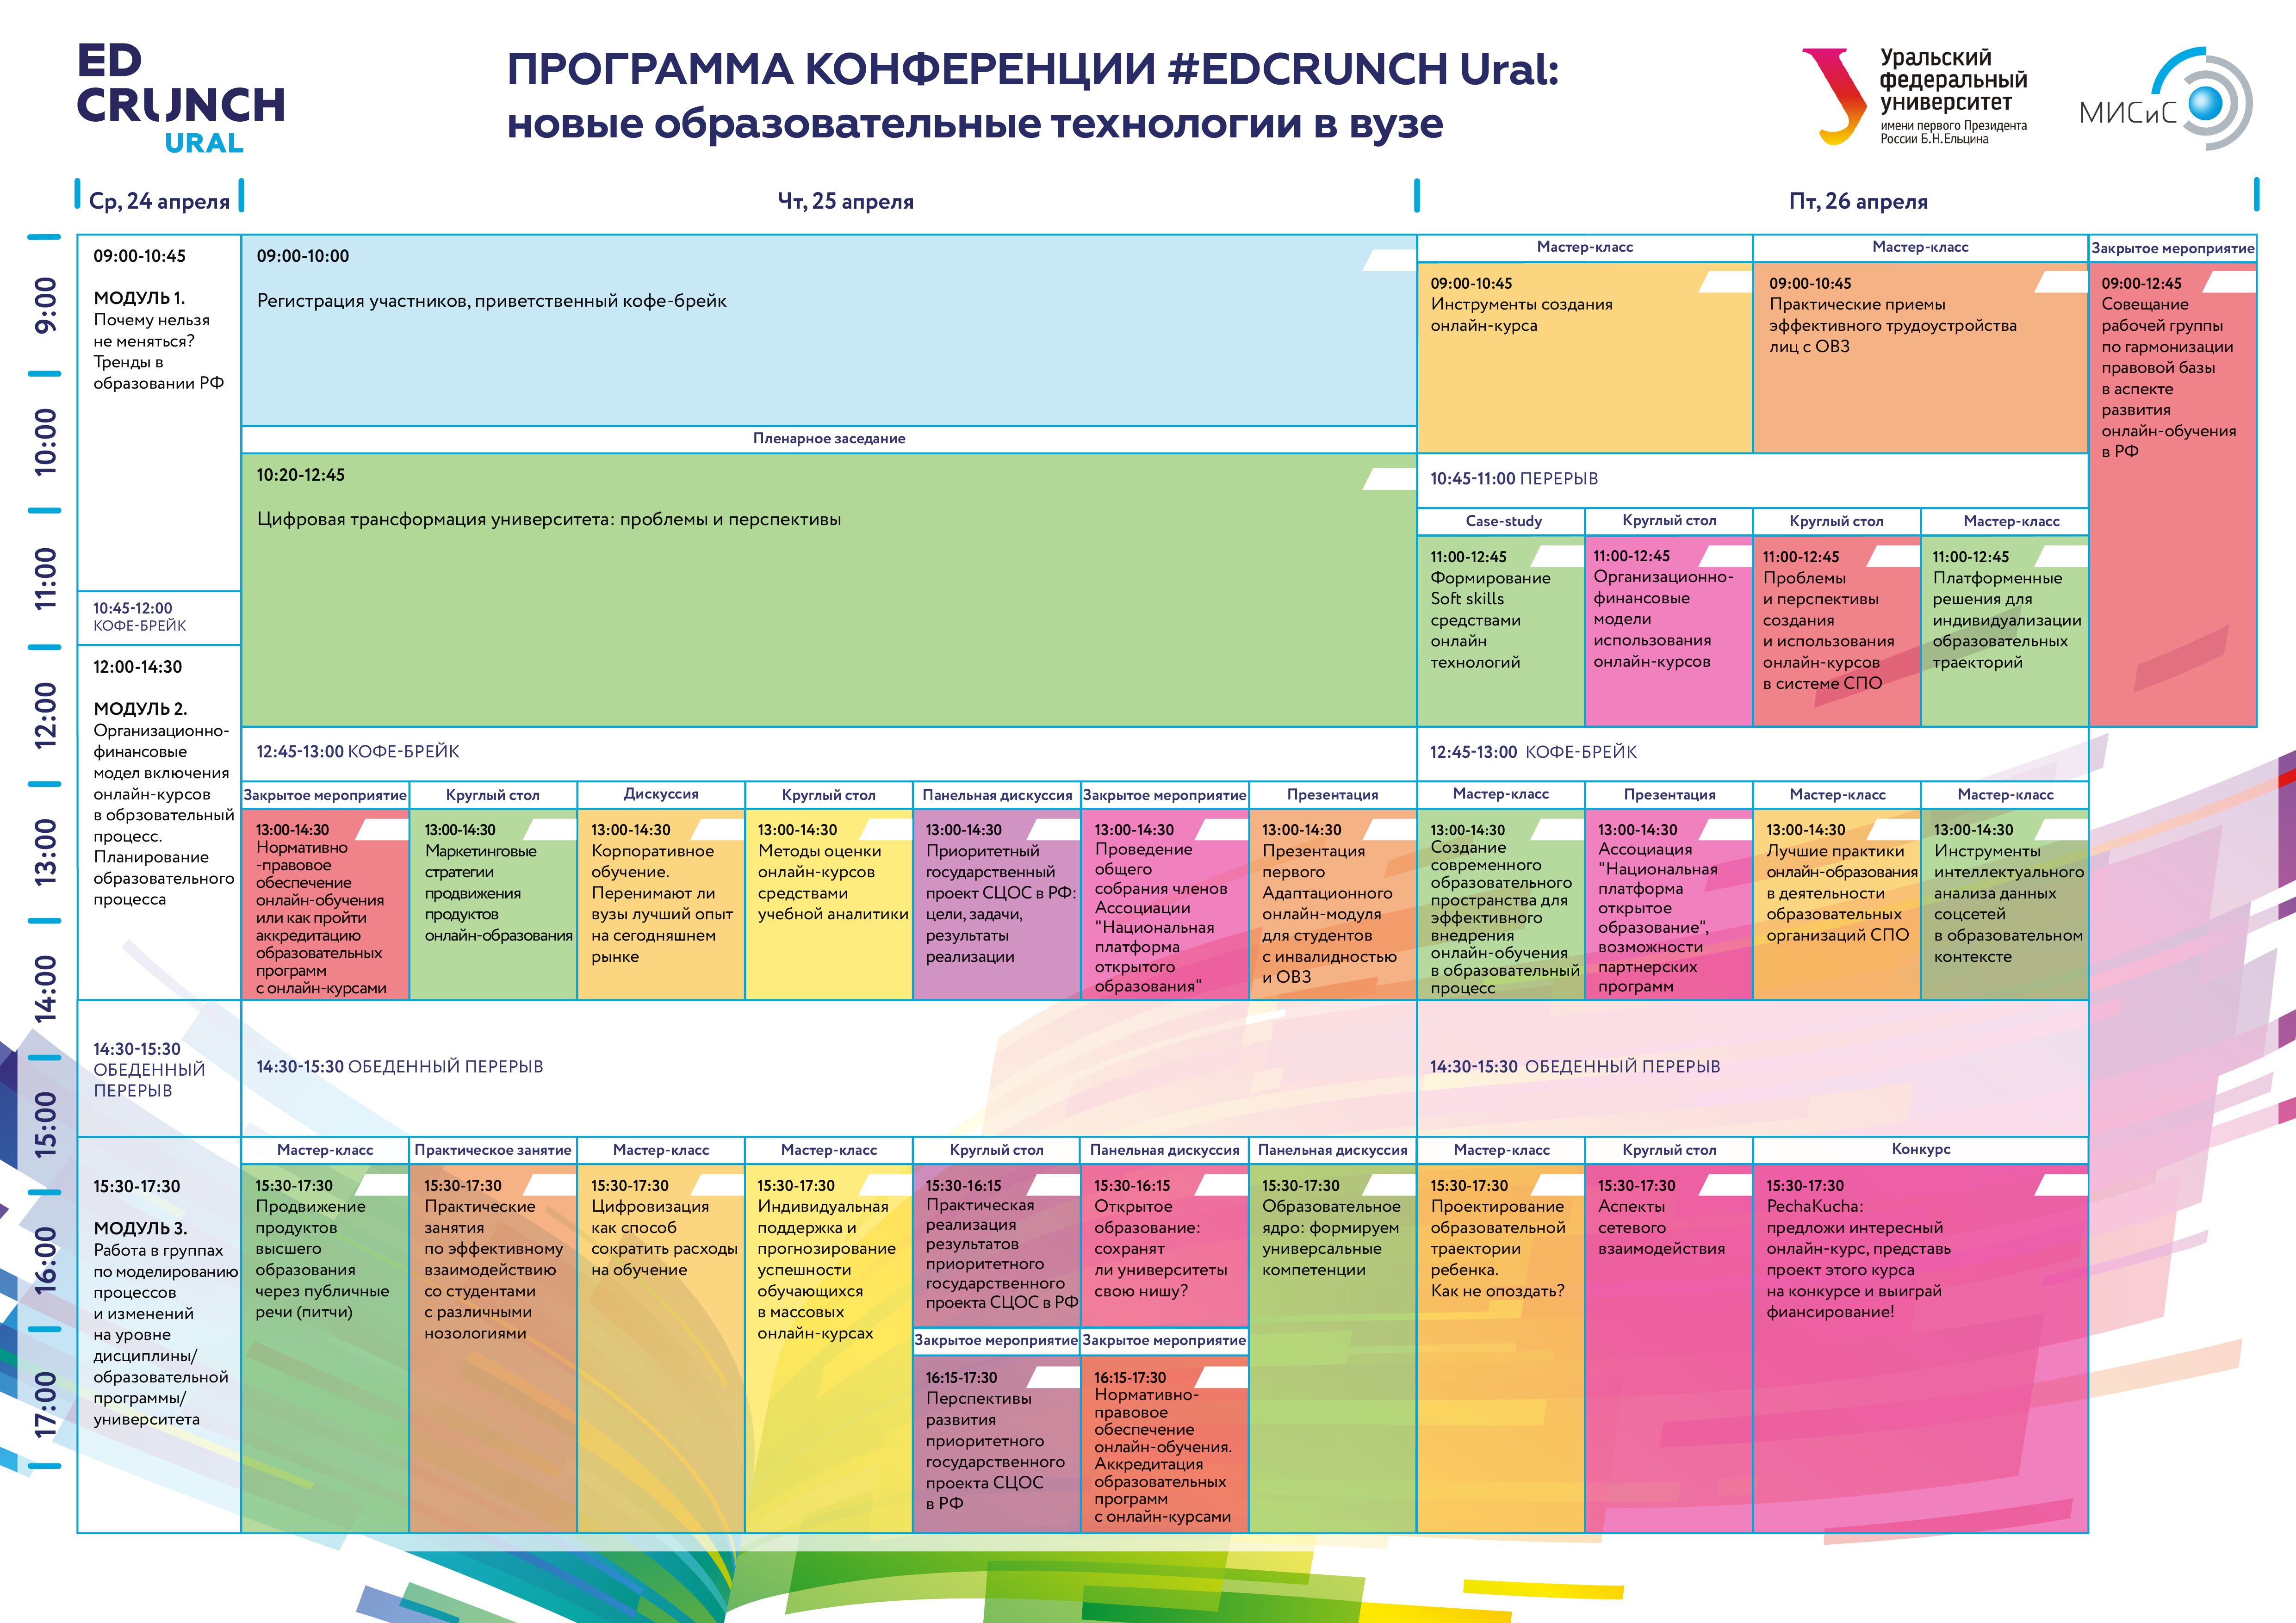 ED
CRUNCH
URAL
ПРОГРАММА КОНФЕРЕНЦИИ #EDCRUNCH Ural:
новые образовательные технологии в вузе
Уральский
федеральный
университет
имени первого Президента
России Б.Н.Ельцина
МИСиС
Ср, 24 апреля
Чт, 25 апреля
Пт, 26 апреля
9:00
10:00
11:00
12:00
13:00
14:00
15:00
16:00
17:00
09:00-10:45
МОДУЛЬ 1.
Почему нельзя
не меняться?
Тренды в
образовании РФ
10:45-12:00
КОФЕ-БРЕЙК
12:00-14:30
МОДУЛЬ 2.
Организационно-
финансовые
модел включения
онлайн-курсов
в обрзовательный
процесс.
Планирование
образовательного
процесса
14:30-15:30
ОБЕДЕННЫЙ
ПЕРЕРЫВ
15:30-17:30
МОДУЛЬ 3.
Работа в группах
по моделированию
процессов
и изменений
на уровне
дисциплины/
образовательной
программы/
университета
09:00-10:00
Регистрация участников, приветственный кофе-брейк
Пленарное заседание
10:20-12:45
Цифровая трансформация университета: проблемы и перспективы
12:45-13:00 КОФЕ-БРЕЙК
Закрытое мероприятие
13:00-14:30
Нормативно
-правовое
обеспечение
онлайн-обучения
или как пройти
аккредитацию
образовательных
программ
с онлайн-курсами
Круглый стол
13:00-14:30
Маркетинговые
стратегии
продвижения
продуктов
онлайн-образования
Дискуссия
13:00-14:30
Корпоративное
обучение.
Перенимают ли
вузы лучший опыт
на сегодняшнем
рынке
Круглый стол
13:00-14:30
Методы оценки
онлайн-курсов
средствами
учебной аналитики
Панельная дискуссия
13:00-14:30
Приоритетный
государственный
проект СЦОС в РФ:
цели, задачи,
результаты
реализации
Закрытое мероприятие
13:00-14:30
Проведение
общего
собрания членов
Ассоциации
"Национальная
платформа
открытого
образования"
Презентация
13:00-14:30
Презентация
первого
Адаптационного
онлайн-модуля
для студентов
с инвалидностью
и ОВЗ
14:30-15:30 ОБЕДЕННЫЙ ПЕРЕРЫВ
Мастер-класс
15:30-17:30
Продвижение
продуктов
высшего
образования
через публичные
речи (питчи)
Практическое занятие
15:30-17:30
Практические
занятия
по эффективному
взаимодействию
со студентами
с различными
нозологиями
Мастер-класс
15:30-17:30
Цифровизация
как способ
сократить расходы
на обучение
Мастер-класс
15:30-17:30
Индивидуальная
поддержка и
прогнозирование
успешности
обучающихся
в массовых
онлайн-курсах
Круглый стол
15:30-16:15
Практическая
реализация
результатов
приоритетного
государственного
проекта СЦОС в РФ
Закрытое мероприятие
16:15-17:30
Перспективы
развития
приоритетного
государственного
проекта СЦОС
в РФ
Панельная дискуссия
15:30-16:15
Открытое
образование:
сохранят
ли университеты
свою нишу?
Закрытое мероприятие
16:15-17:30
Нормативно-
правовое
обеспечение
онлайн-обучения.
Аккредитация
образовательных
программ
с онлайн-курсами
Панельная дискуссия
15:30-17:30
Образовательное
ядро: формируем
универсальные
компетенции
Мастер-класс
09:00-10:45
Инструменты создания
онлайн-курса
Мастер-класс
09:00-10:45
Практические приемы
эффективного трудоустройства
лиц с ОВЗ
Закрытое мероприятие
09:00-12:45
Совещание
рабочей группы
по гармонизации
правовой базы
в аспекте
развития
онлайн-обучения
в РФ
10:45-11:00 ПЕРЕРЫВ
Case-study
11:00-12:45
Формирование
Soft skills
средствами
онлайн
технологий
Круглый стол
11:00-12:45
Организационно-
финансовые
модели
использования
онлайн-курсов
Круглый стол
11:00-12:45
Проблемы
и перспективы
создания
и использования
онлайн-курсов
в системе СПО
Мастер-класс
11:00-12:45
Платформенные
решения для
индивидуализации
образовательных
траекторий
12:45-13:00 КОФЕ-БРЕЙК
Мастер-класс
13:00-14:30
Создание
современного
образовательного
пространства для
эффективного
внедрения
онлайн-обучения
в образовательный
процесс
Презентация
13:00-14:30
Ассоциация
"Национальная
платформа
открытое
образование",
возможности
партнерских
программ
Мастер-класс
13:00-14:30
Лучшие практики
онлайн-образования
в деятельности
образовательных
организаций СПО
Мастер-класс
13:00-14:30
Инструменты
интеллектуального
анализа данных
соцсетей
в образовательном
контексте
14:30-15:30 ОБЕДЕННЫЙ ПЕРЕРЫВ
Мастер-класс
15:30-17:30
Проектирование
образовательной
траектории
ребенка.
Как не опоздать?
Круглый стол
15:30-17:30
Аспекты
сетевого
взаимодействия
Конкурс
15:30-17:30
PechaKucha:
предложи интересный
онлайн-курс, представь
проект этого курса
на конкурсе и выиграй
фиансирование!